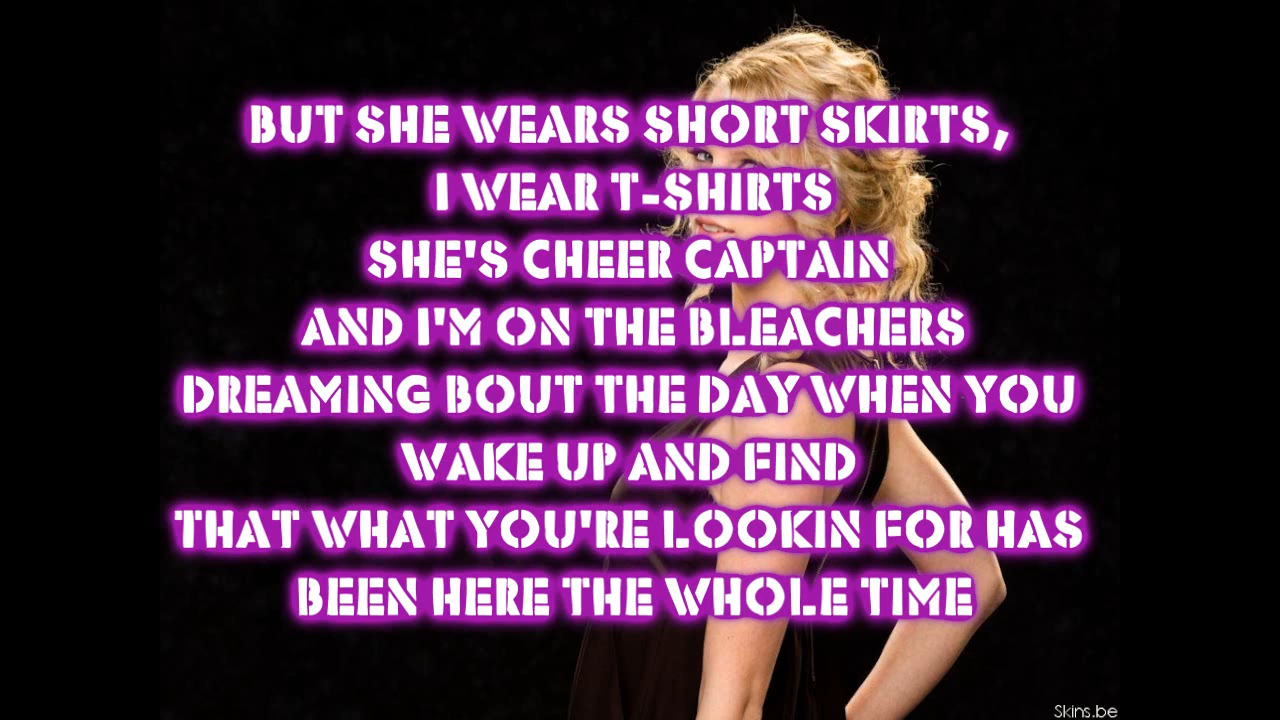 BUT SHE WEARS SHORT SKIRTS,
I WEAR T-SHIRTS
SHE'S CHEER CAPTAIN
AND I'M ON THE BLEACHERS
DREAMING BOUT THE DAY WHEN YOU
WAKE UP AND FIND
THAT WHAT YOU'RE LOOKIN FOR HAS
BEEN HERE THE WHOLE TIME
Skins.be